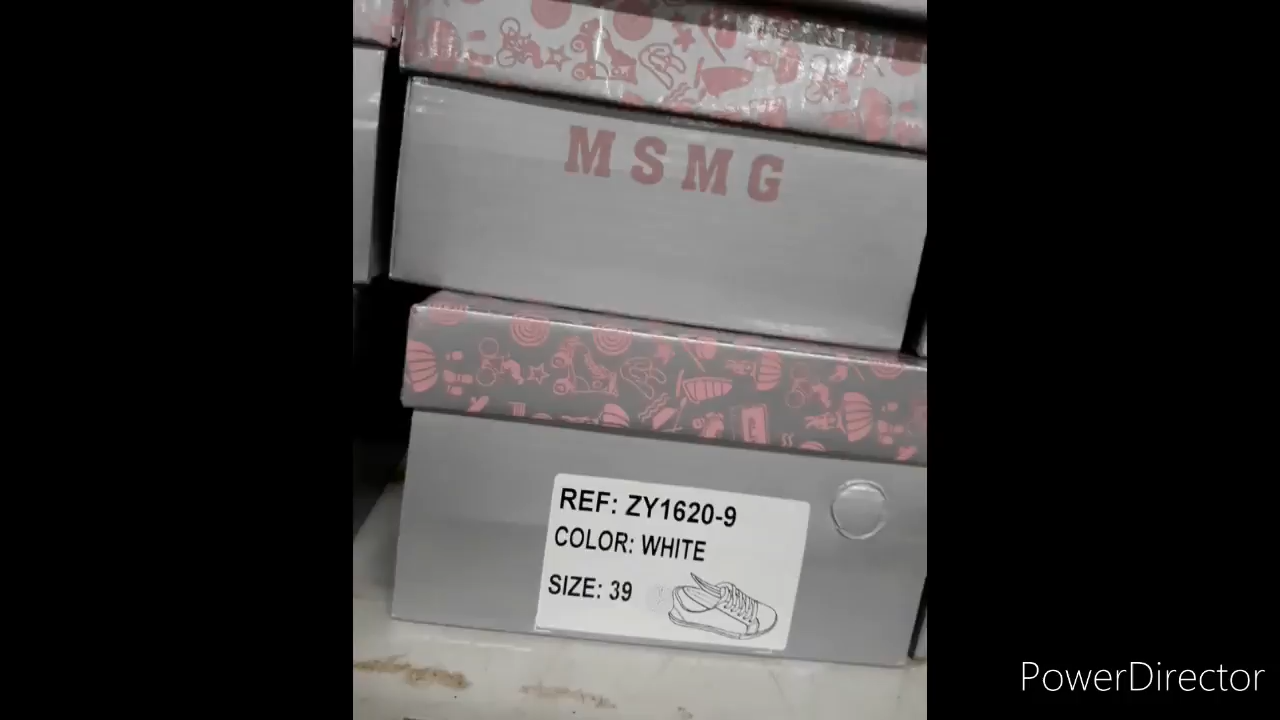 MSMG
REF: ZY1620-9
COLOR: WHITE
SIZE: 39
PowerDirector